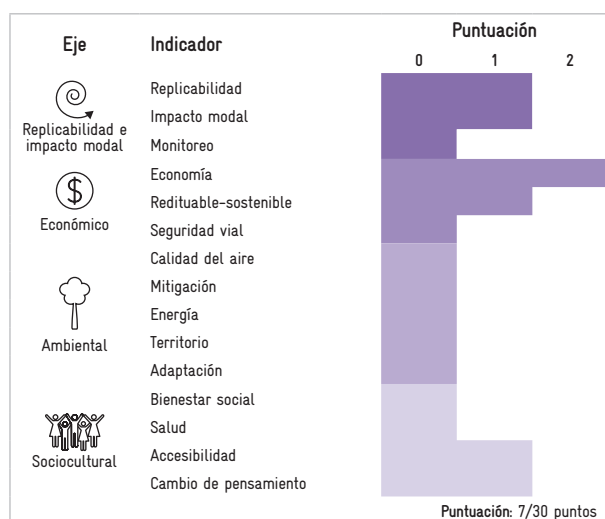 Eje
Indicador
Puntuación
0 1 2
Replicabilidad e
impacto modal
Replicabilidad
Impacto modal
Monitoreo
$
Económico
Economía
Redituable-sostenible
Seguridad vial
Ambiental
Calidad del aire
Mitigación
Energía
Territorio
Adaptación
Sociocultural
Bienestar social
Salud
Accesibilidad
Cambio de pensamiento
Puntuación: 7/30 puntos